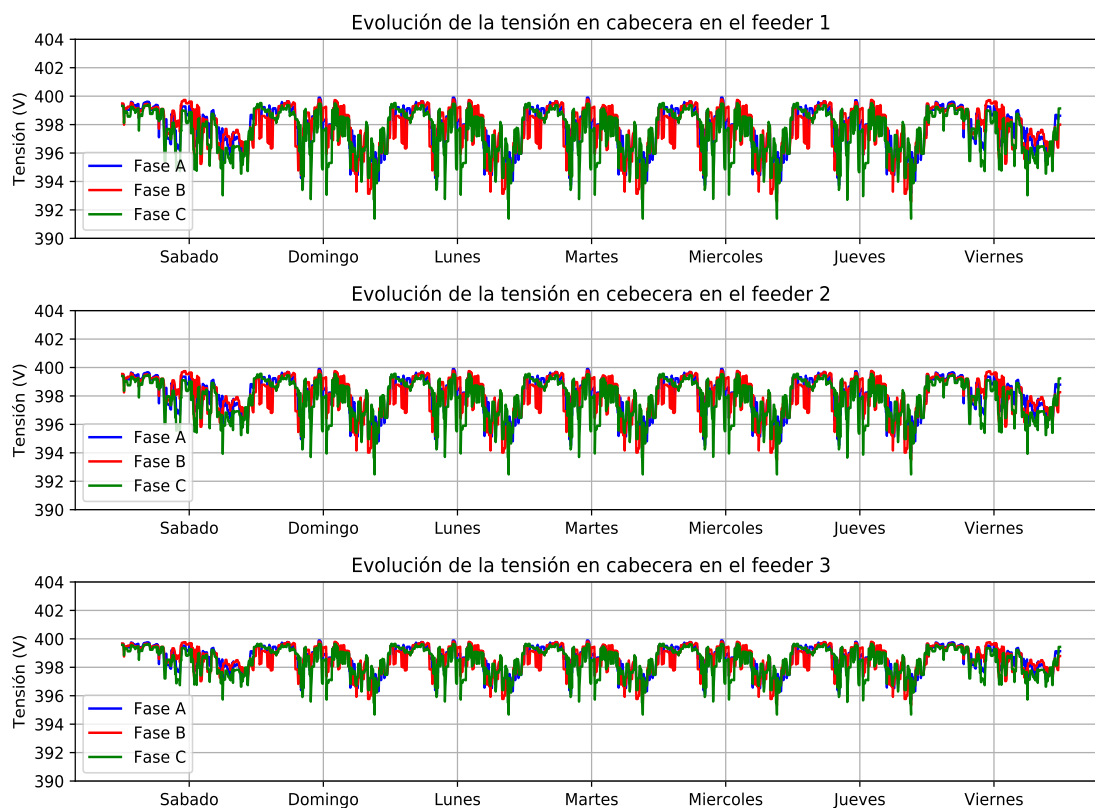 Evolución de la tensión en cabecera en el feeder 1
404
402
400
398
396
394
392
390
Tensión (V)
Fase A
Fase B
Fase C
Sabado Domingo Lunes Martes Miercoles Jueves Viernes
Evolución de la tensión en cebecera en el feeder 2
404
402
400
398
396
394
392
390
Tensión (V)
Fase A
Fase B
Fase C
Sabado Domingo Lunes Martes Miercoles Jueves Viernes
Evolución de la tensión en cabecera en el feeder 3
404
402
400
398
396
394
392
390
Tensión (V)
Fase A
Fase B
Fase C
Sabado Domingo Lunes Martes Miercoles Jueves Viernes